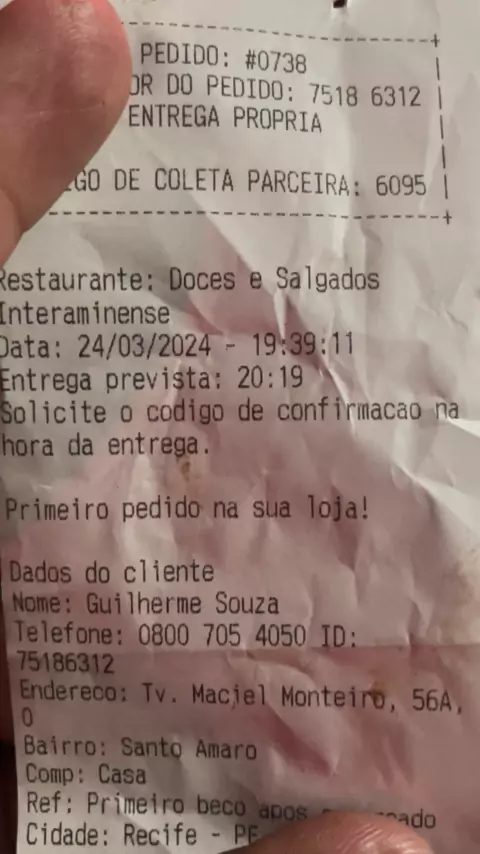 PEDIDO: #0738
OR DO PEDIDO: 7518 6312
ENTREGA PROPRIA
GO DE COLETA PARCEIRA: 6095
Restaurante: Doces e Salgados
Interaminense
Data: 24/03/2024 - 19:39:11
Entrega prevista: 20:19
Solicite o codigo de confirmacao na
hora da entrega.
Primeiro pedido na sua loja!
Dados do cliente
Nome: Guilherme Souza
Telefone: 0800 705 4050 ID:
75186312
Endereco: Tv. Maciel Monteiro, 56A,
0
Bairro: Santo Amaro
Comp: Casa
Ref: Primeiro beco apos
Cidade: Recife - PE